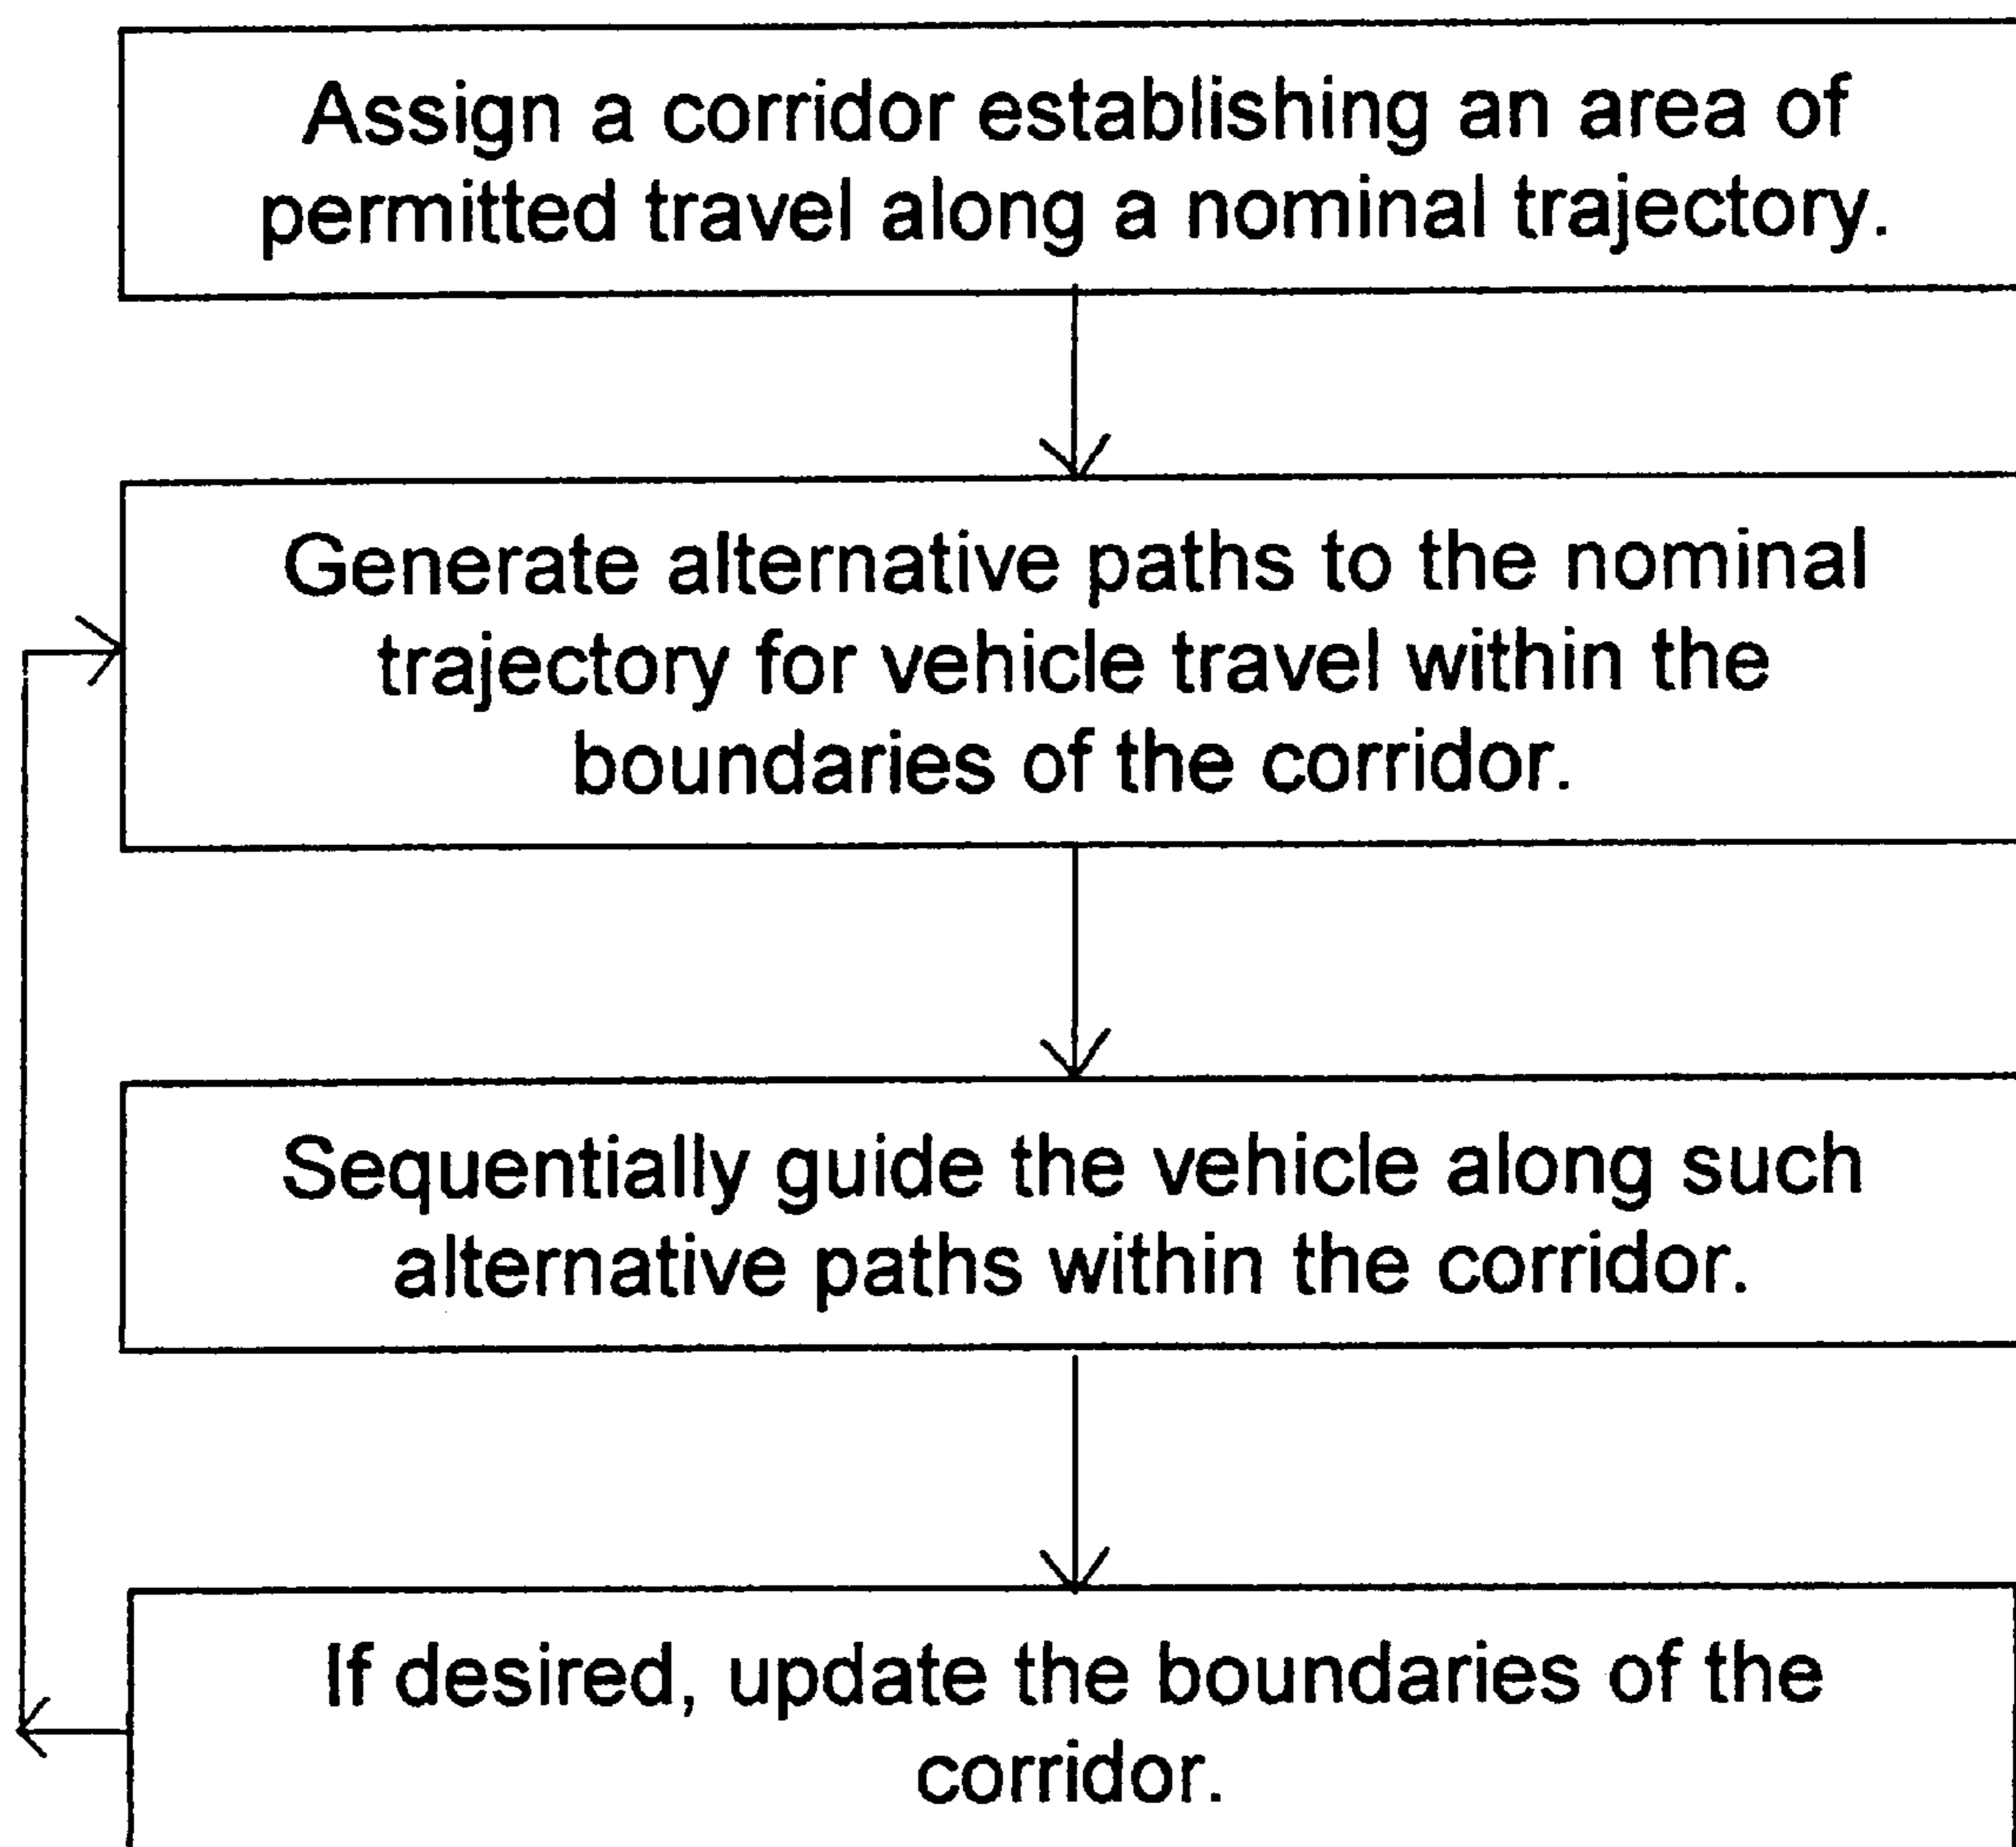 Assign a corridor establishing an area of
permitted travel along a nominal trajectory.
Generate alternative paths to the nominal
trajectory for vehicle travel within the
boundaries of the corridor.
Sequentially guide the vehicle along such
alternative paths within the corridor.
If desired, update the boundaries of the
corridor.